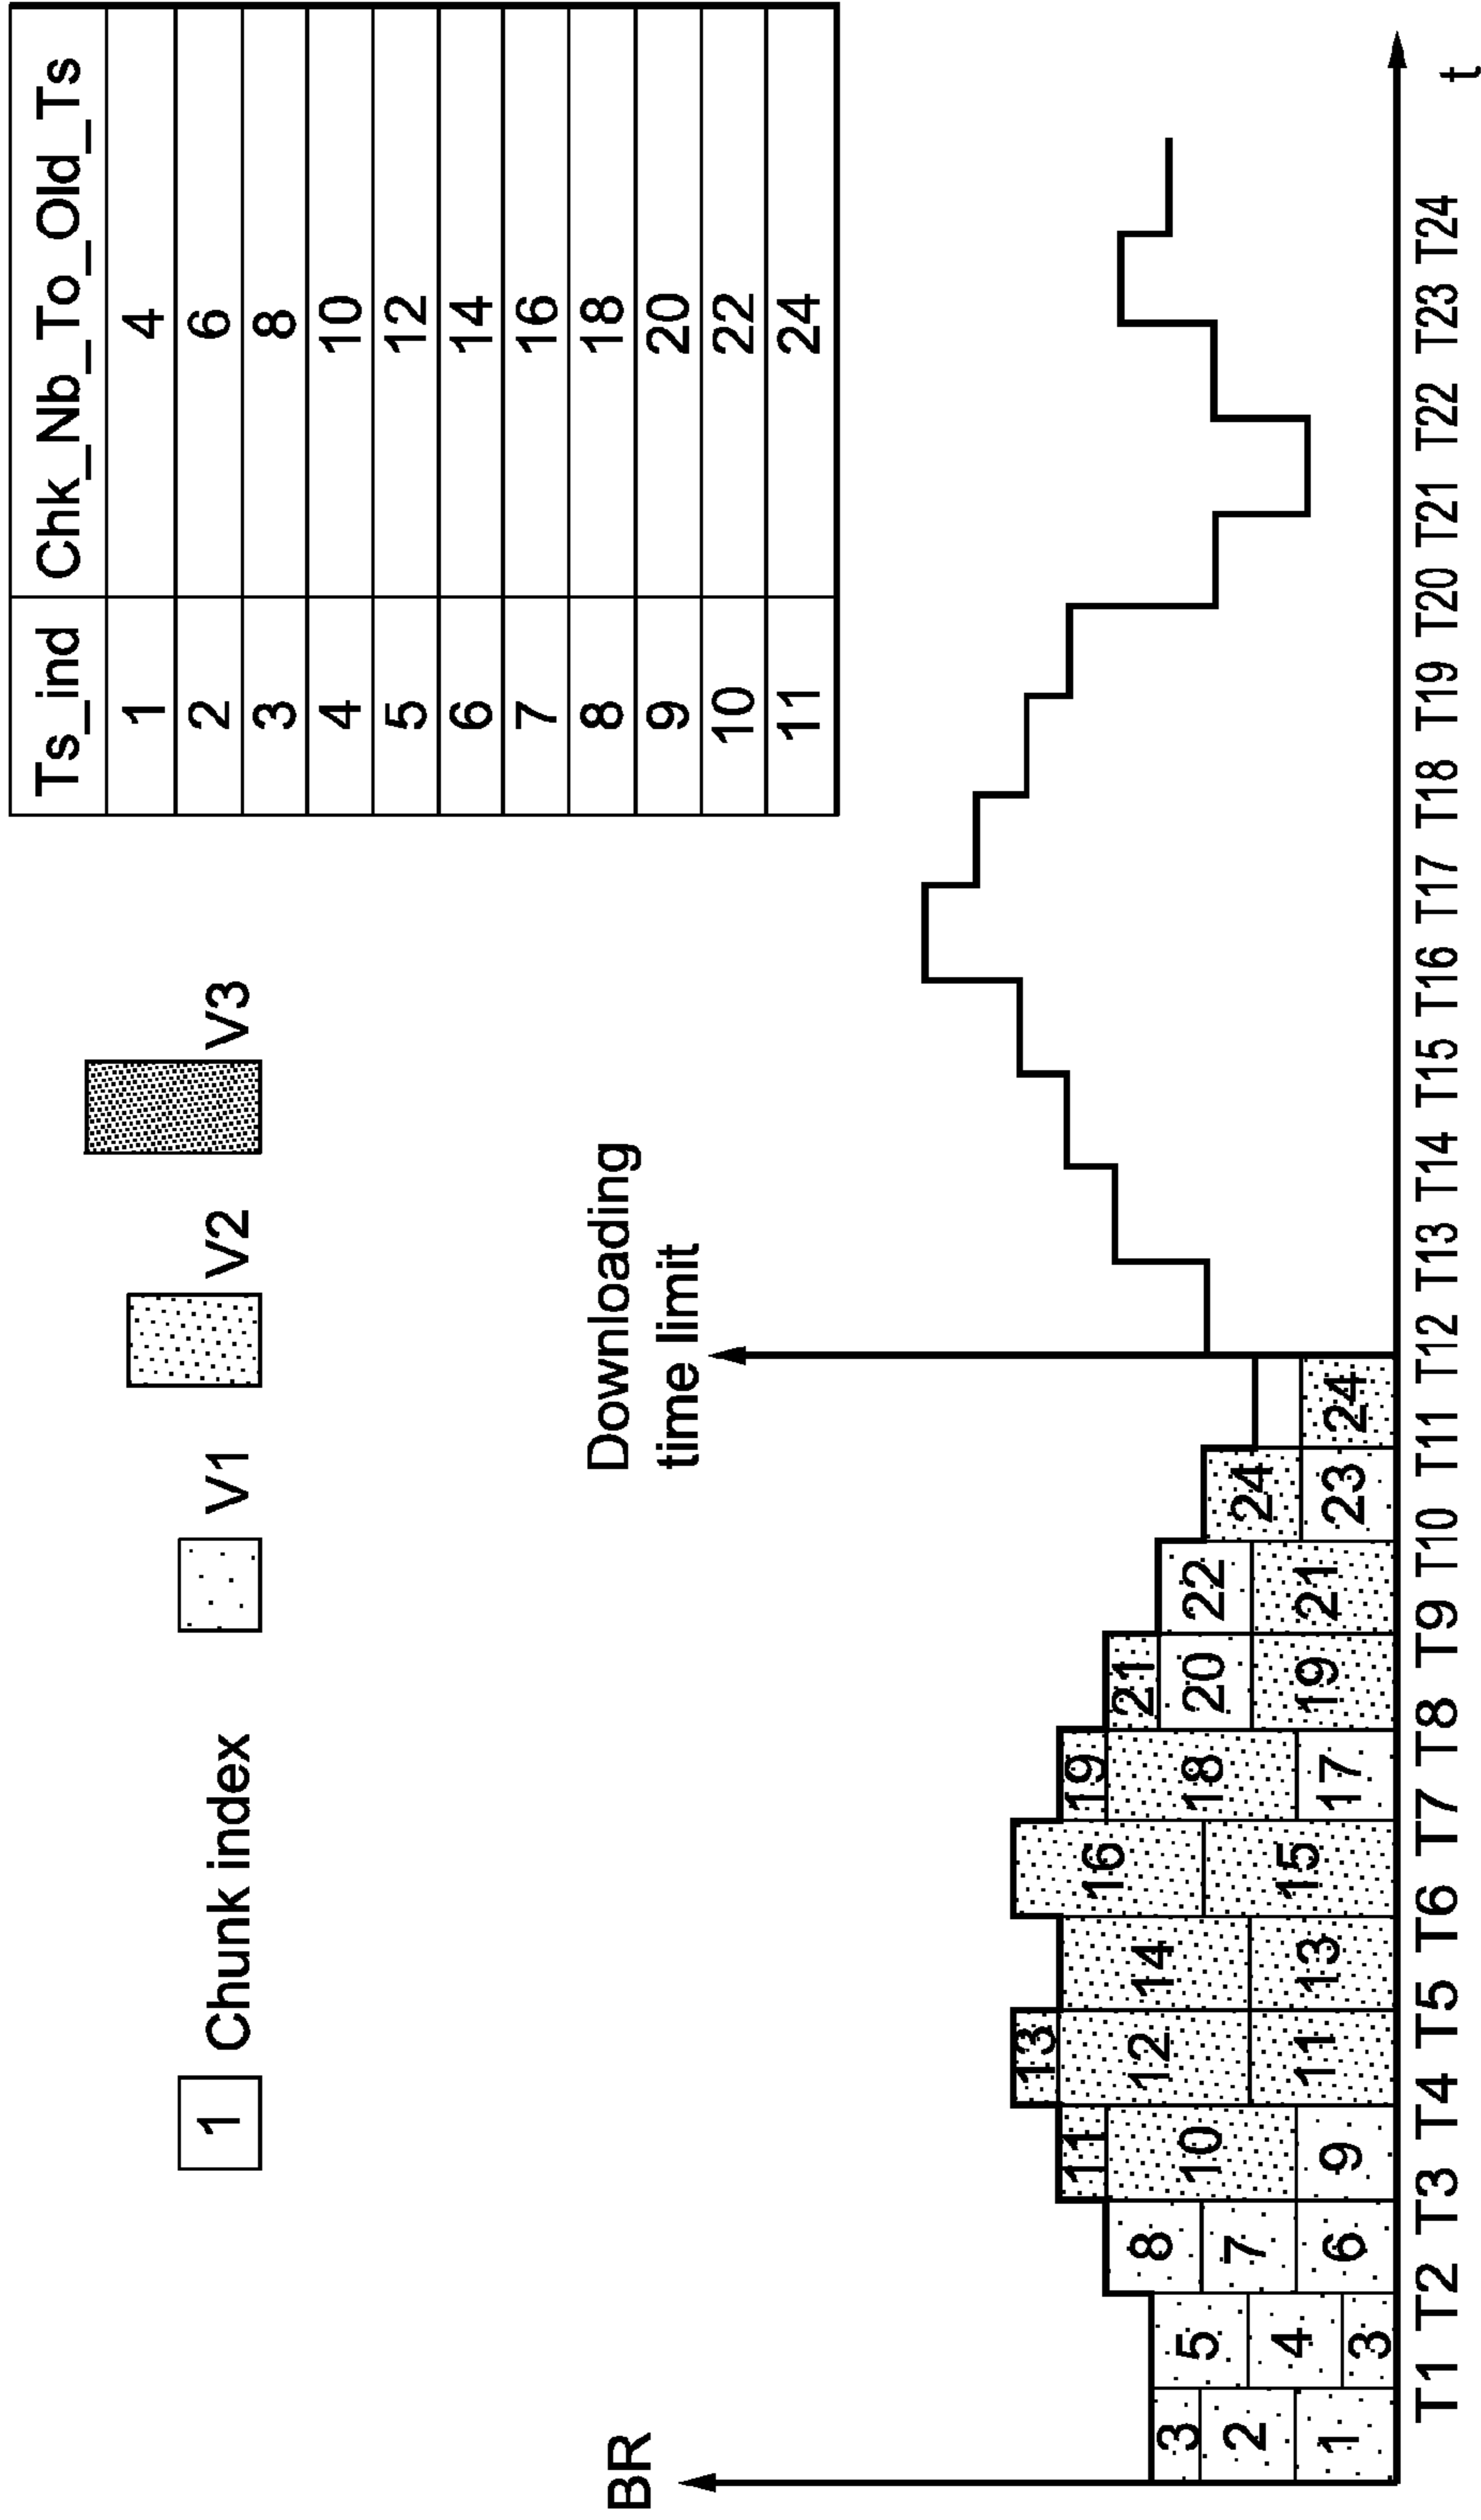 1 Chunk index
V1
V2
V3
Ts_ind Chk_Nb_To_Old_Ts
1 4
2 6
3 8
4 10
5 12
6 14
7 16
8 18
9 20
10 22
11 24
Downloading
time limit
BR
3 5 8 11 13 14 16 19 21 22 24
2 4 7 10 12 13 15 18 20 21 23 24
1 3 6 9 11 17 19
T1 T2 T3 T4 T5 T6 T7 T8 T9 T10 T11 T12 T13 T14 T15 T16 T17 T18 T19 T20 T21 T22 T23 T24
t